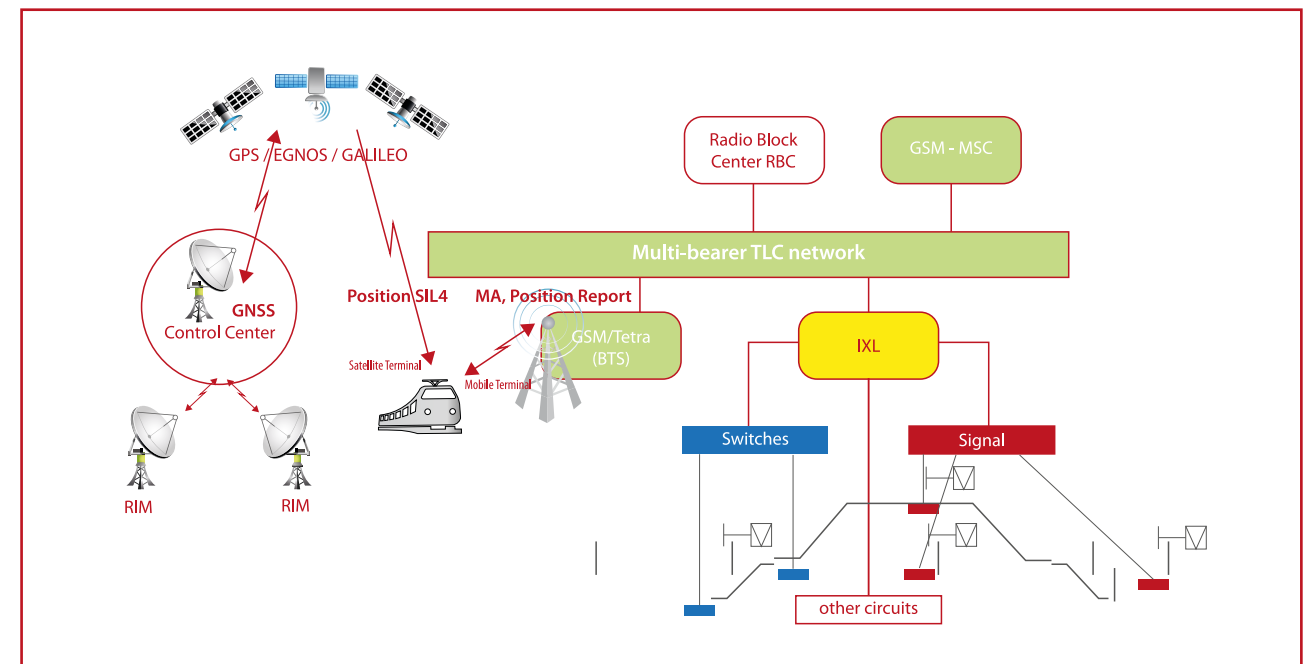 GPS / EGNOS / GALILEO
Radio Block
Center RBC
GSM - MSC
Multi-bearer TLC network
Position SIL4
MA, Position Report
GNSS
Control Center
GSM/Tetra
(BTS)
IXL
Satellite Terminal
Mobile Terminal
Switches
Signal
RIM
RIM
other circuits